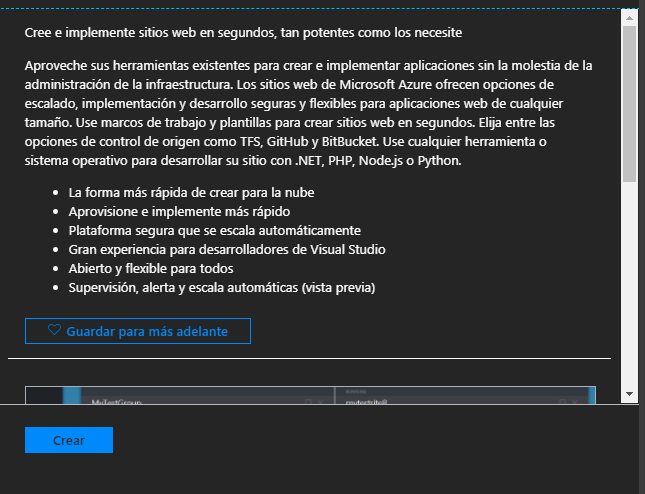 Cree e implemente sitios web en segundos, tan potentes como los necesite
Aproveche sus herramientas existentes para crear e implementar aplicaciones sin la molestia de la
administración de la infraestructura. Los sitios web de Microsoft Azure ofrecen opciones de
escalado, implementación y desarrollo seguras y flexibles para aplicaciones web de cualquier
tamaño. Use marcos de trabajo y plantillas para crear sitios web en segundos. Elija entre las
opciones de control de origen como TFS, GitHub y BitBucket. Use cualquier herramienta o
sistema operativo para desarrollar su sitio con .NET, PHP, Node.js o Python.
• La forma más rápida de crear para la nube
• Aprovisione e implemente más rápido
• Plataforma segura que se escala automáticamente
• Gran experiencia para desarrolladores de Visual Studio
• Abierto y flexible para todos
• Supervisión, alerta y escala automáticas (vista previa)
Guardar para más adelante
MyTestGroup
Crear